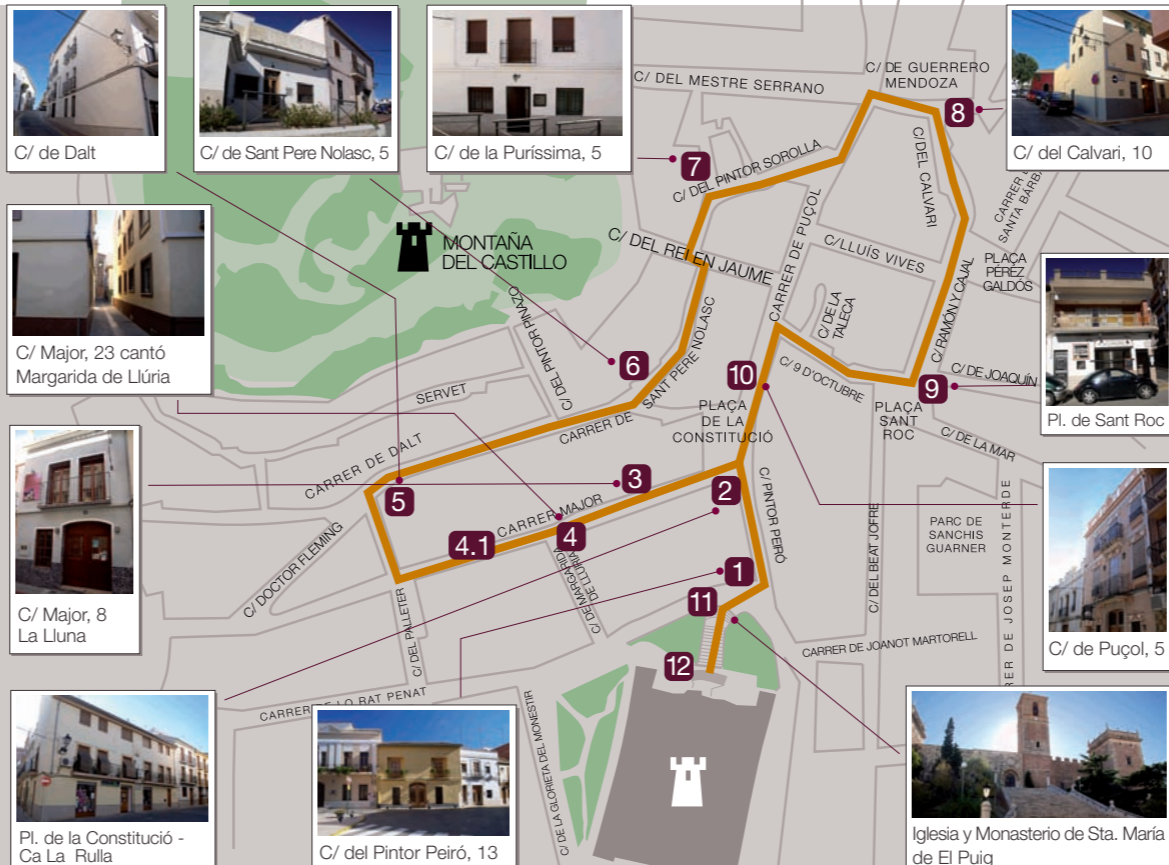 C/ de Dalt
C/ de Sant Pere Nolasc, 5
C/ de la Puríssima, 5
C/ del Calvari, 10
C/ Major, 23 cantó
Margarida de Llúria
Pl. de Sant Roc
C/ Major, 8
La Lluna
C/ de Puçol, 5
Pl. de la Constitució -
Ca La Rulla
C/ del Pintor Peiró, 13
Iglesia y Monasterio de Sta. María
de El Puig
C/ DEL MESTRE SERRANO
C/ DE GUERRERO
MENDOZA
8
7
C/ DEL PINTOR SOROLLA
C/DEL CALVARI
CARRER
SANTA BÀRB
MONTAÑA
DEL CASTILLO
C/ DEL REI EN JAUME
CARRER DE PUÇOL
C/LLUÍS VIVES
PLAÇA
PÉREZ
GALDÓS
C/ DE LA
TALECA
C/ RAMÓN Y CAJAL
C/DEL PINTOR PINAZO
SANT PERE NOLASC
6
10
C/ 9 D'OCTUBRE
9
C/ DE JOAQUÍN
SERVET
CARRER DE
PLAÇA
DE LA
CONSTITUCIÓ
PLAÇA
SANT
ROC
C/ DE LA MAR
CARRER DE DALT
5
3
2
CARRER MAJOR
4
4.1
C/ PINTOR PEIRÓ
C/DEL BEAT JOFRE
PARC DE
SANCHIS
GUARNER
RER DE JOSEP MONTERDE
C/ DOCTOR FLEMING
C/ DEL PALLETER
C/DE MARGARIDA
DE LLÚRIA
1
11
12
CARRER DE JOANOT MARTORELL
CARRER DE LO RAT PENAT
C/DE LA GLORIETA DEL MONESTIR